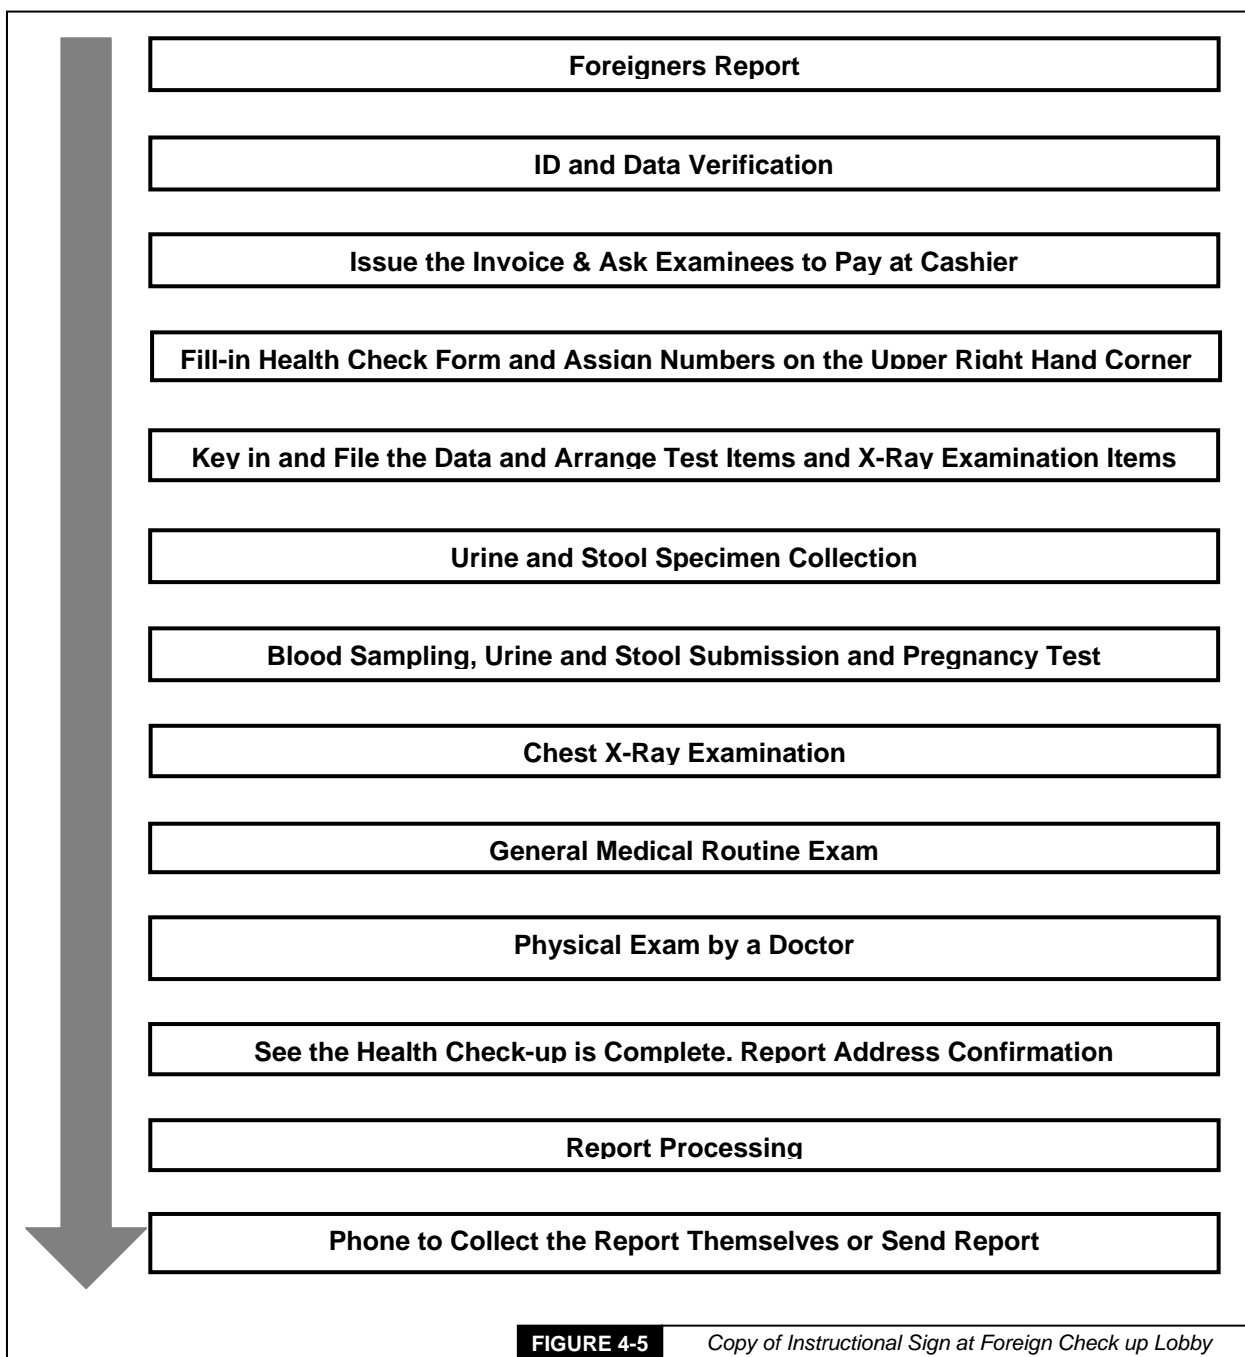 Foreigners Report
ID and Data Verification
Issue the Invoice & Ask Examinees to Pay at Cashier
Fill-in Health Check Form and Assign Numbers on the Upper Right Hand Corner
Key in and File the Data and Arrange Test Items and X-Ray Examination Items
Urine and Stool Specimen Collection
Blood Sampling, Urine and Stool Submission and Pregnancy Test
Chest X-Ray Examination
General Medical Routine Exam
Physical Exam by a Doctor
See the Health Check-up is Complete. Report Address Confirmation
Report Processing
Phone to Collect the Report Themselves or Send Report
FIGURE 4-5 Copy of Instructional Sign at Foreign Check up Lobby